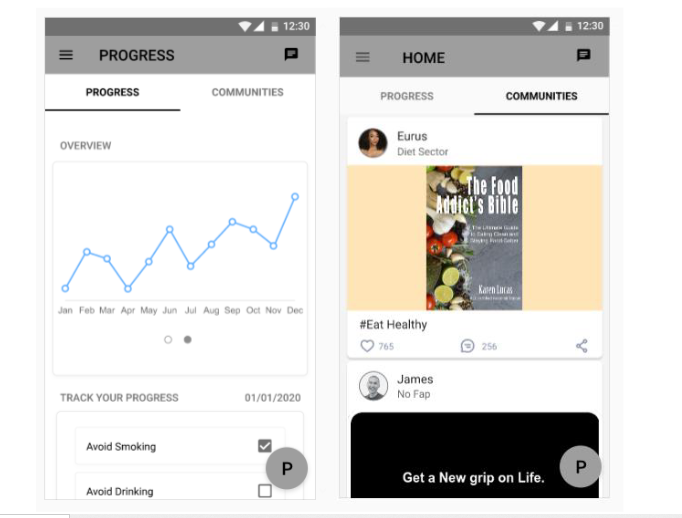 12:30
PROGRESS
PROGRESS COMMUNITIES
OVERVIEW
Jan Feb Mar Apr May Jun Jul Aug Sep Oct Nov Dec
TRACK YOUR PROGRESS 01/01/2020
Avoid Smoking
P
Avoid Drinking
12:30
HOME
PROGRESS COMMUNITIES
Eurus
Diet Sector
The Food
Addict's Bible
The Ultimate Guide
to Eating Clean and
Staying Food-Sober
Karen Lucas
#Eat Healthy
765 256
James
No Fap
P
Get a New grip on Life.